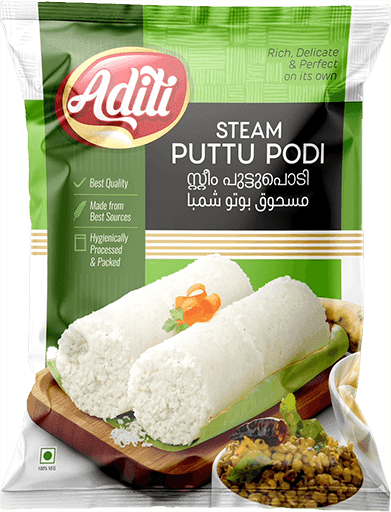 Aditi
Rich, Delicate
& Perfect
on its own
STEAM
PUTTU PODI
സ്റ്റീം പുട്ടുപൊടി
مسحوق بوتو شمبا
Best Quality
Made from
Best Sources
Hygienically
Processed
& Packed
100% VEG